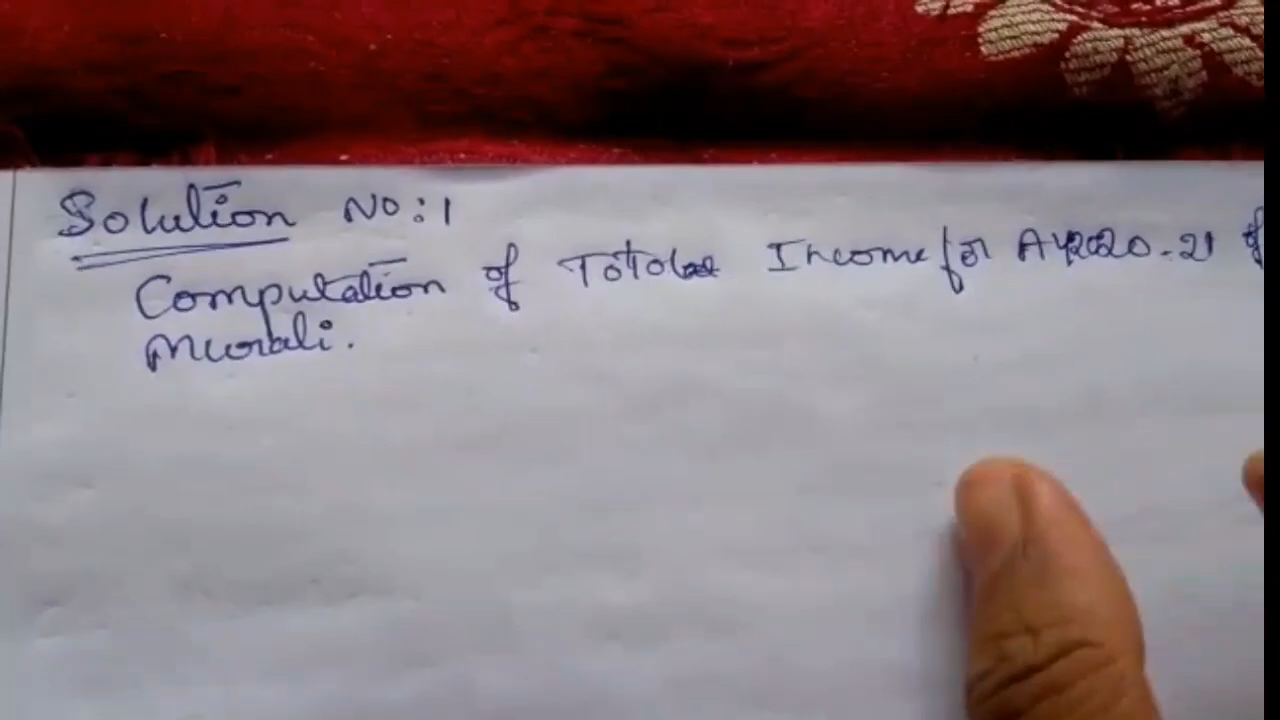 Solution No:1
Computation of Total Income for AY2020-21 of
Murali.